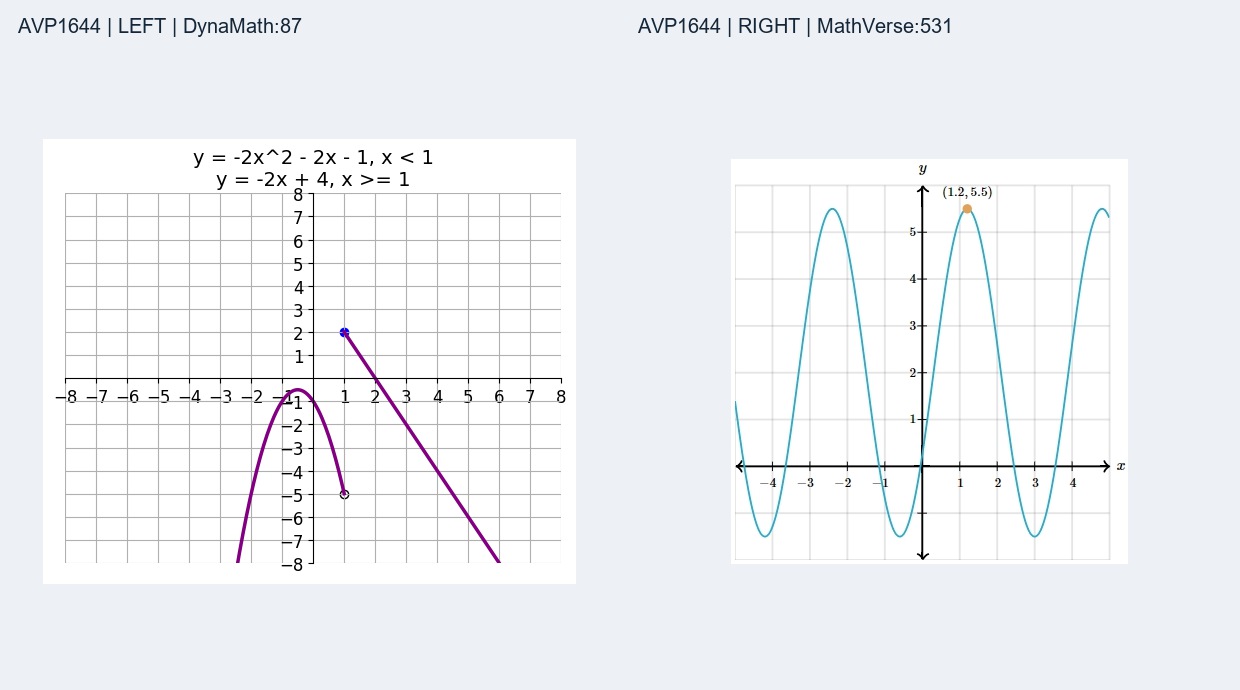 AVP1644 | LEFT | DynaMath:87
AVP1644 | RIGHT | MathVerse:531
y = -2x^2 - 2x - 1, x < 1
y = -2x + 4, x >= 1
8
7
6
5
4
3
2
1
−8 −7 −6 −5 −4 −3 −2 −1 1 2 3 4 5 6 7 8
−1
−2
−3
−4
−5
−6
−7
−8
y
(1.2, 5.5)
5
4
3
2
1
x
−4 −3 −2 −1 1 2 3 4